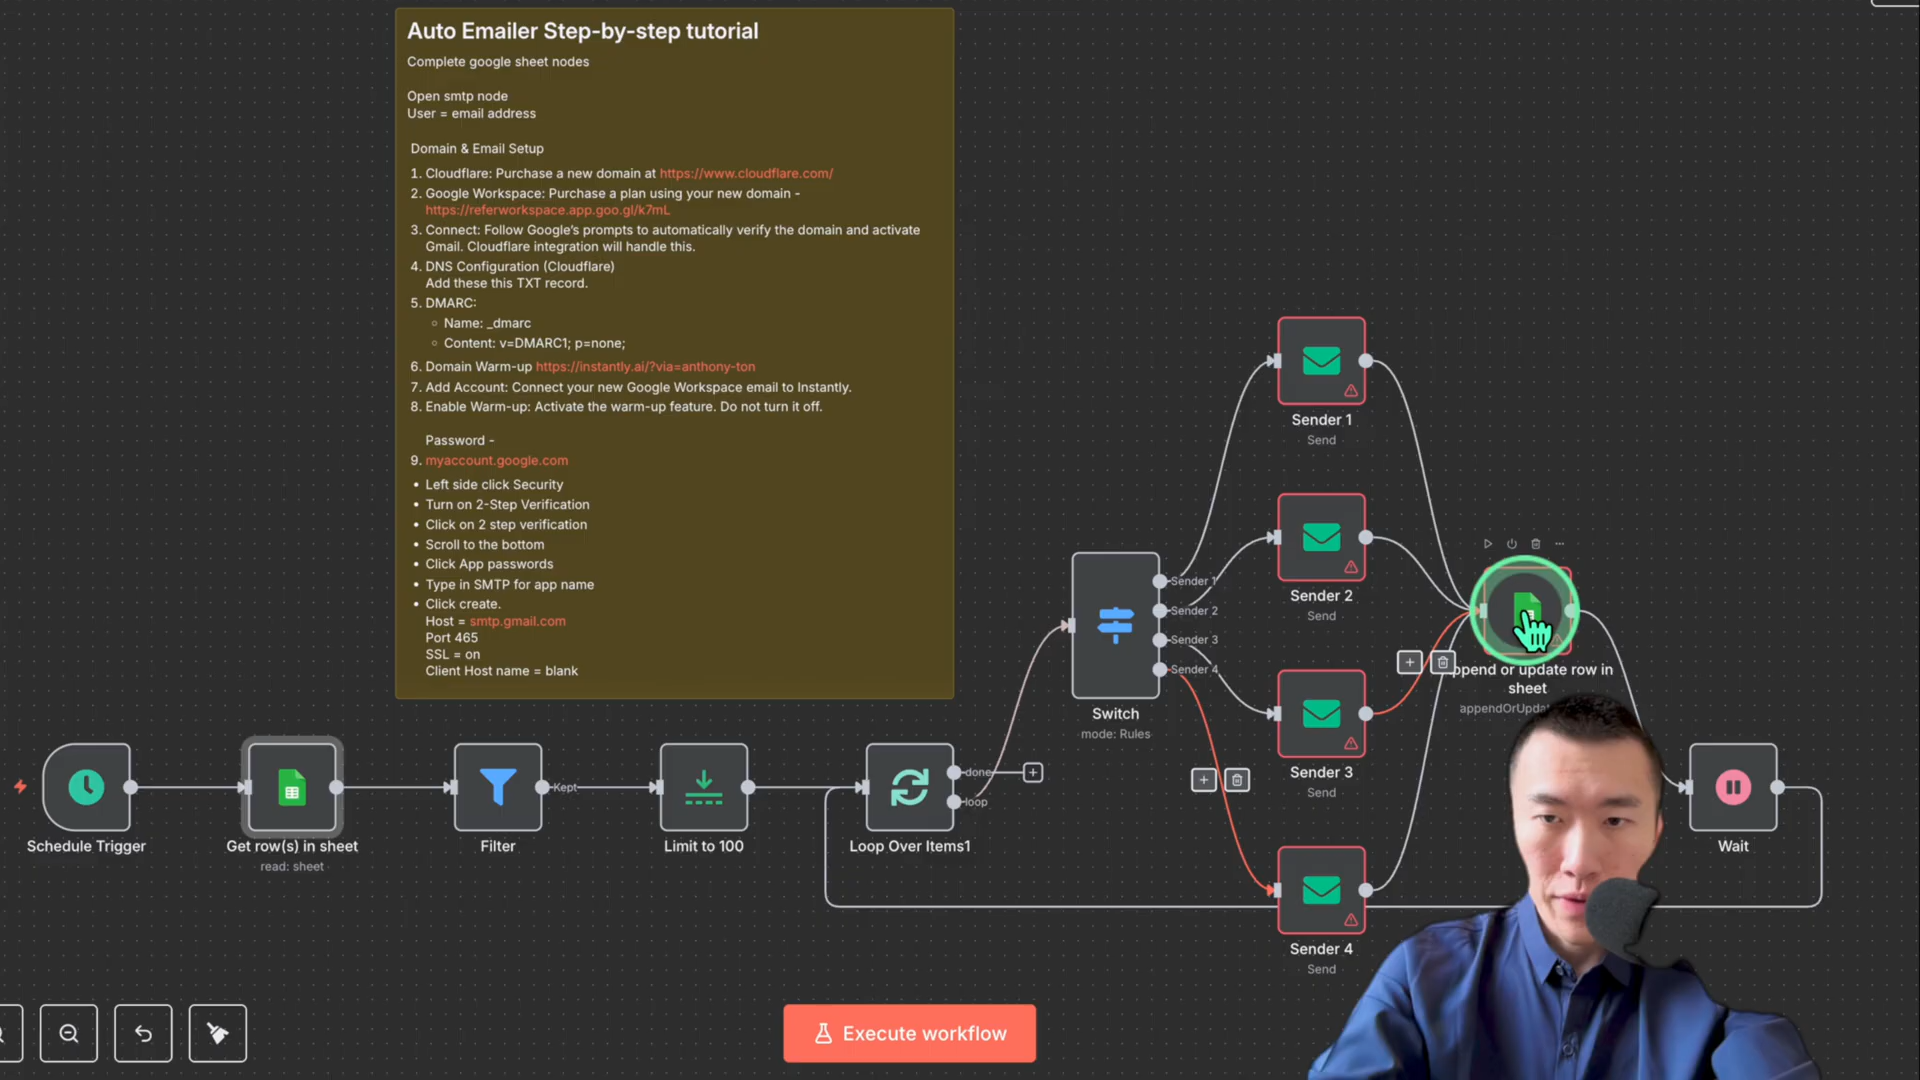 Auto Emailer Step-by-step tutorial
Complete google sheet nodes
Open smtp node
User = email address
Domain & Email Setup
1. Cloudflare: Purchase a new domain at https://www.cloudflare.com/
2. Google Workspace: Purchase a plan using your new domain -
https://referworkspace.app.goo.gl/k7mL
3. Connect: Follow Google's prompts to automatically verify the domain and activate
Gmail. Cloudflare integration will handle this.
4. DNS Configuration (Cloudflare)
Add these this TXT record.
5. DMARC:
Name: _dmarc
Content: v=DMARC1; p=none;
6. Domain Warm-up https://instantly.ai/?via=anthony-ton
7. Add Account: Connect your new Google Workspace email to Instantly.
8. Enable Warm-up: Activate the warm-up feature. Do not turn it off.
Password -
9. myaccount.google.com
• Left side click Security
• Turn on 2-Step Verification
• Click on 2 step verification
• Scroll to the bottom
• Click App passwords
• Type in SMTP for app name
• Click create.
Host = smtp.gmail.com
Port 465
SSL = on
Client Host name = blank
Sender 1
Send
Sender 2
Send
Sender 1
Sender 2
Sender 3
Sender 4
Switch
mode: Rules
Sender 3
Send
Sender 4
Send
ppend or update row in
sheet
appendOrUpda
Schedule Trigger
Get row(s) in sheet
read: sheet
Kept
Filter
Limit to 100
done
loop
Loop Over Items1
Wait
Execute workflow